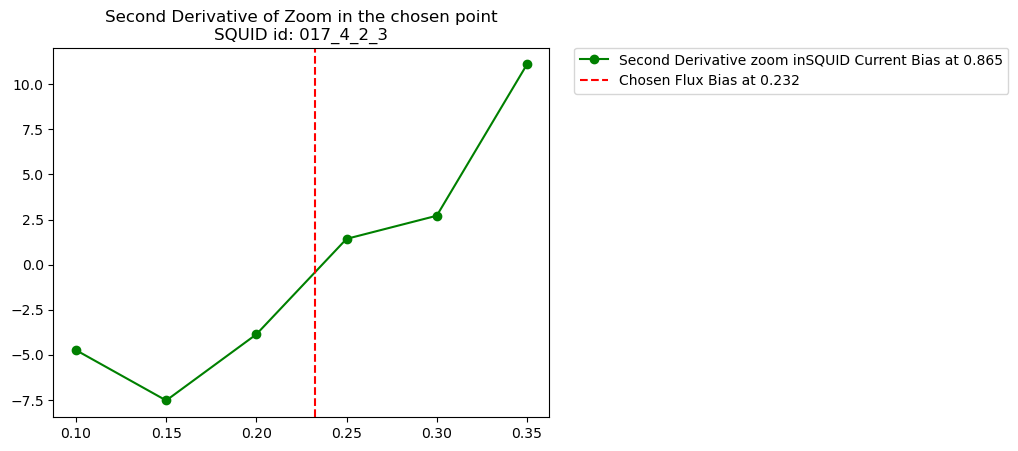 Second Derivative of Zoom in the chosen point
SQUID id: 017_4_2_3
Second Derivative zoom inSQUID Current Bias at 0.865
Chosen Flux Bias at 0.232
10.0
7.5
5.0
2.5
0.0
−2.5
−5.0
−7.5
0.10 0.15 0.20 0.25 0.30 0.35